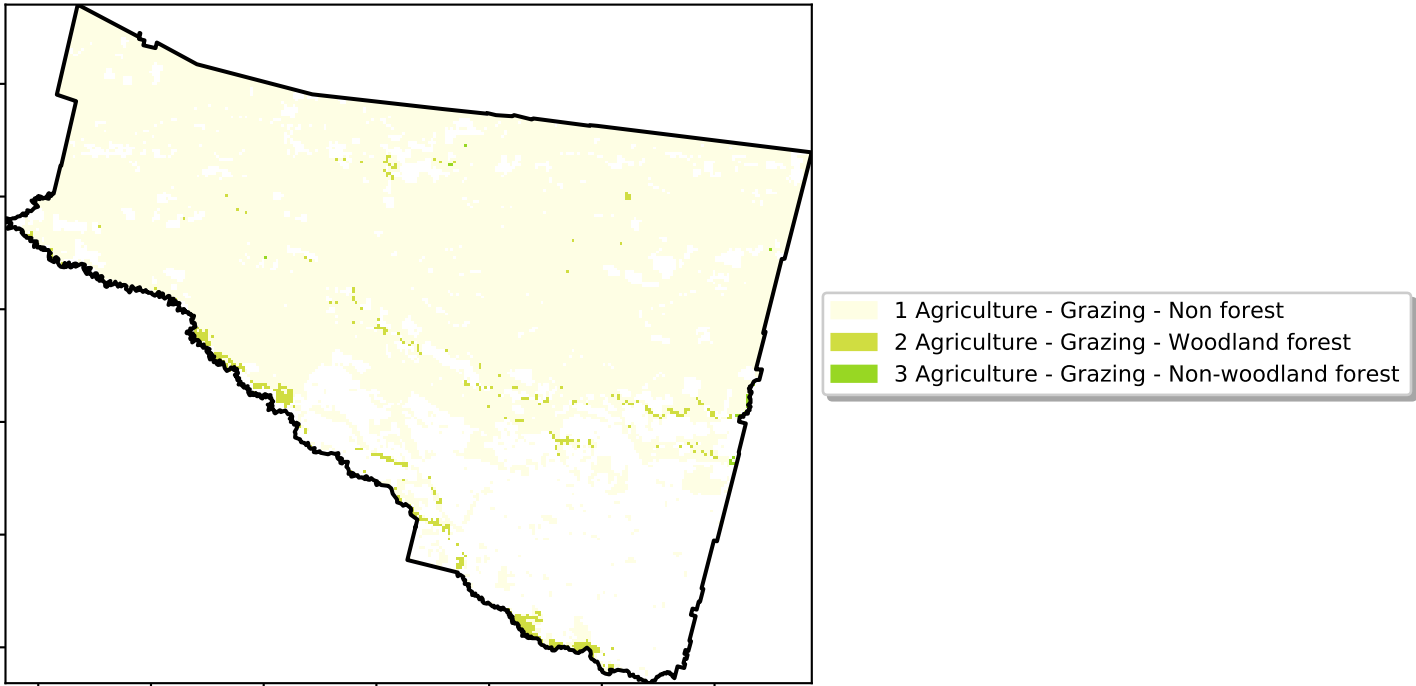 1 Agriculture - Grazing - Non forest
2 Agriculture - Grazing - Woodland forest
3 Agriculture - Grazing - Non-woodland forest